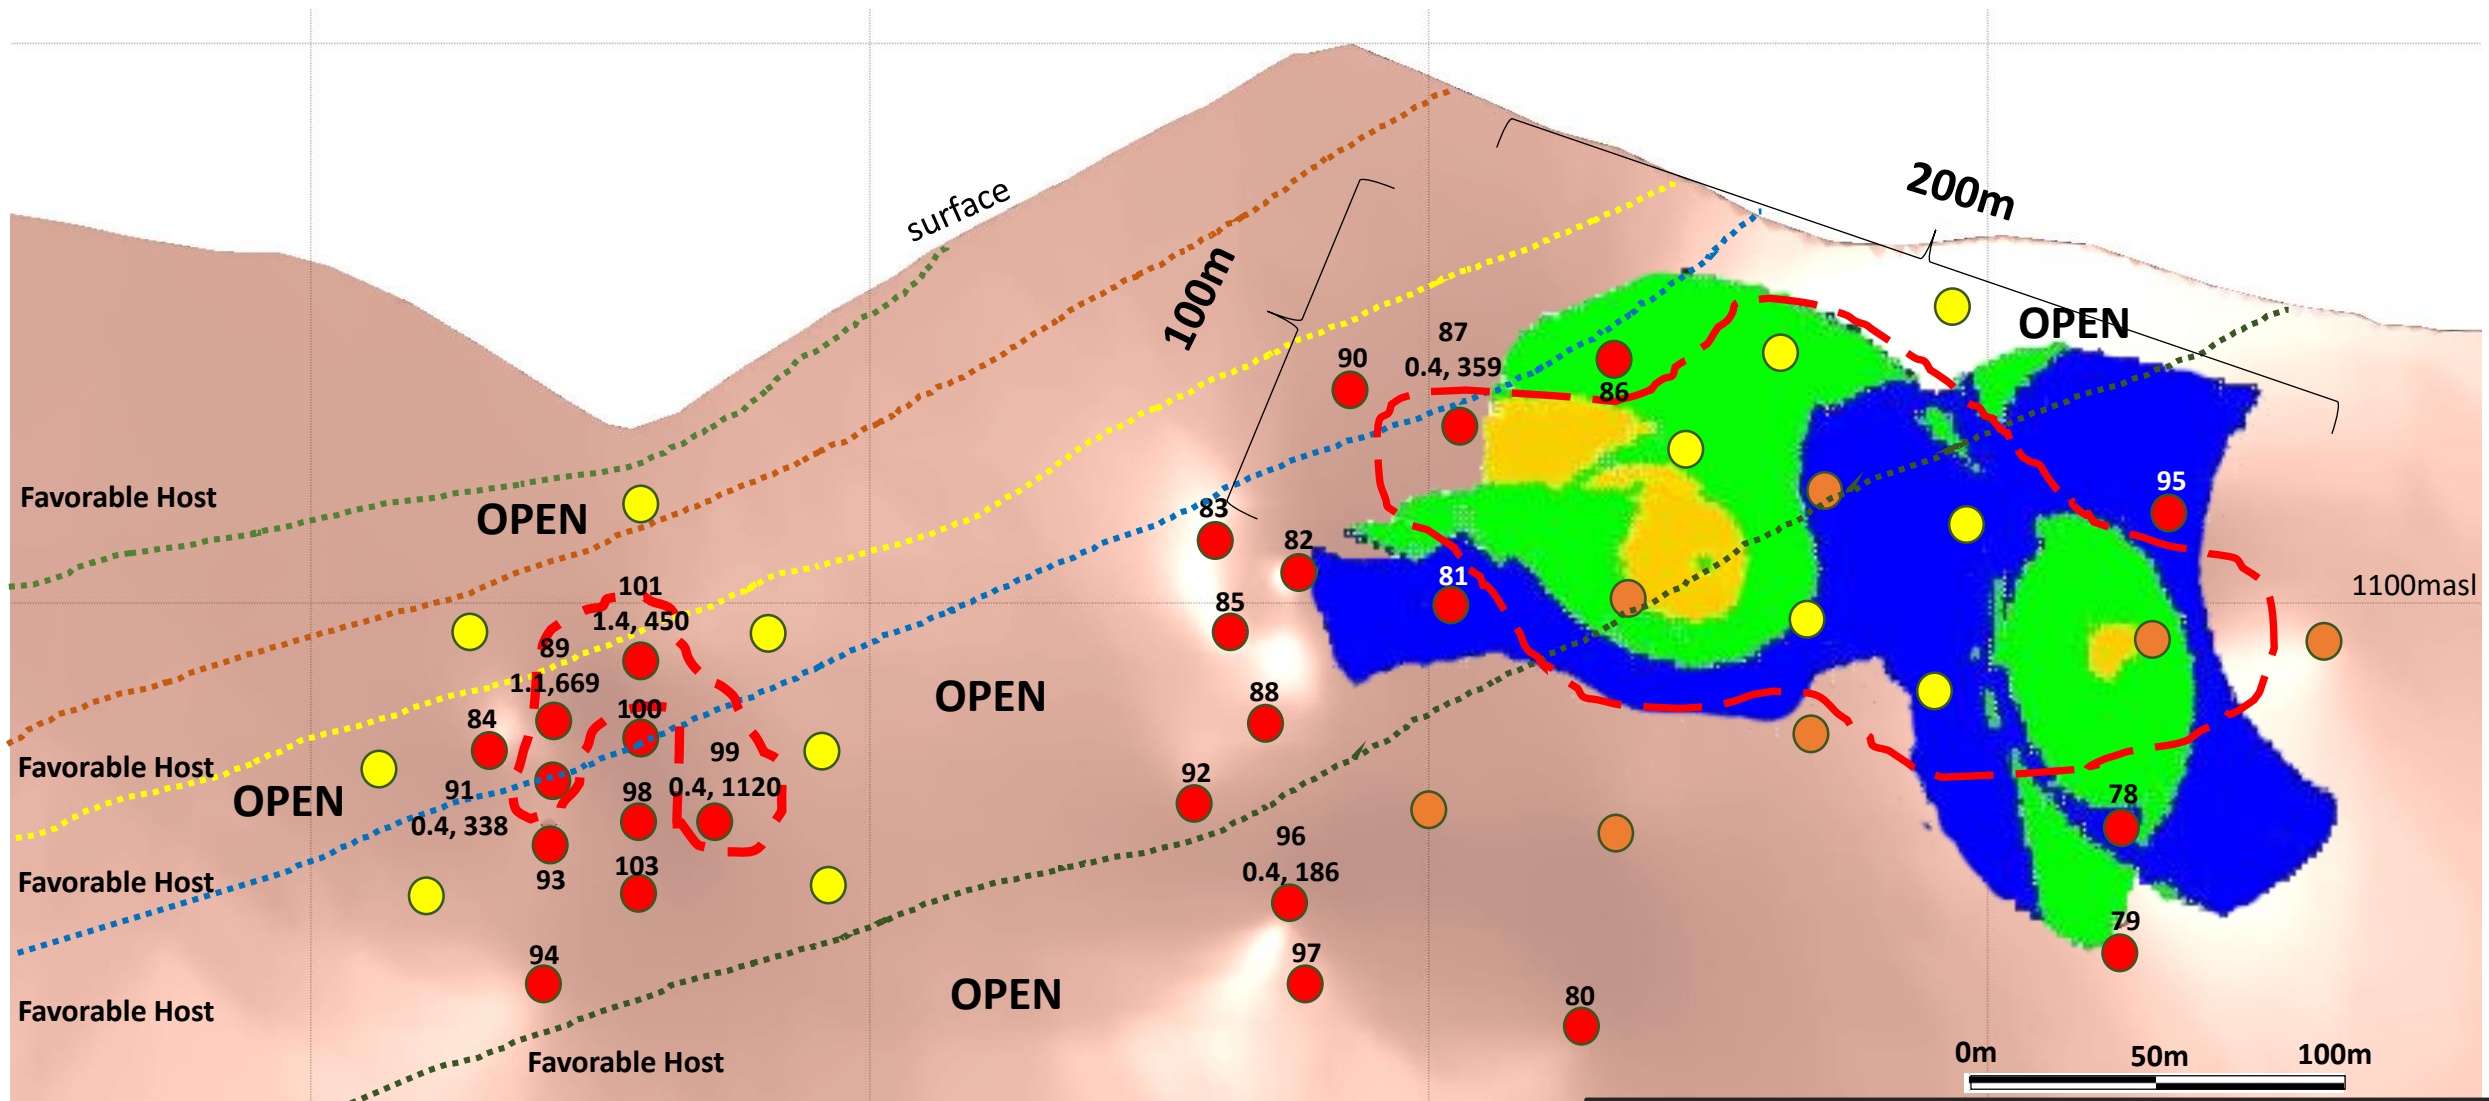 surface
200m
100m
OPEN
87
0.4, 359
90
86
95
Favorable Host
OPEN
83
82
81
1100masl
101
1.4, 450
85
89
1.1,669
OPEN
88
84
100
99
0.4, 1120
Favorable Host
OPEN
91
0.4, 338
98
92
78
96
0.4, 186
Favorable Host
93
103
79
94
97
OPEN
80
Favorable Host
Favorable Host
0m
50m
100m